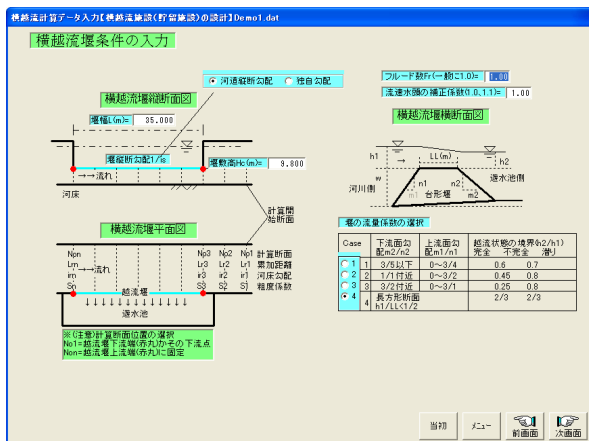 横越流計算データ入力【横越流施設(貯留施設)の設計】Demo1.dat
横越流堰条件の入力
河道縦断勾配 独自勾配
フルード数Fr(一般に1.0)= 1.00
流速水頭の補正係数(1.0、1.1)= 1.00
横越流堰縦断面図
堰幅L(m)= 35.000
堰縦断勾配1/is
堰敷高Hc(m)= 9.800
→→流れ
河床
計算開始断面
横越流堰横断図
h1 → LL(m) h2
w
河川側
遊水池側
n1 n2
m1 台形堰 m2
横越流堰平面図
Npn Np3 Np2 Np1 計算断面
Lrn Lr3 Lr2 Lr1 累加距離
irn →→流れ ir3 ir2 ir1 河床勾配
Sn 越流堰 S3 S2 S1 粗度係数
↓↓↓↓↓↓↓↓↓
遊水池
※(注意)計算断面位置の選択
No1=越流堰下流端(赤丸)かその下流点
Non=越流堰上流端(赤丸)に固定
堰の流量係数の選択
Case 下流面勾配m2/n2 上流面勾配m1/n1 越流状態の境界(h2/h1) 完全 不完全 潜り
1 1 3/5以下 0～3/4 0.6 0.7
2 2 1/1付近 0～3/2 0.45 0.8
3 3 3/2付近 0～3/1 0.25 0.8
4 4 長方形断面 h1/LL<1/2 2/3 2/3
当初
メニュー
前画面
次画面